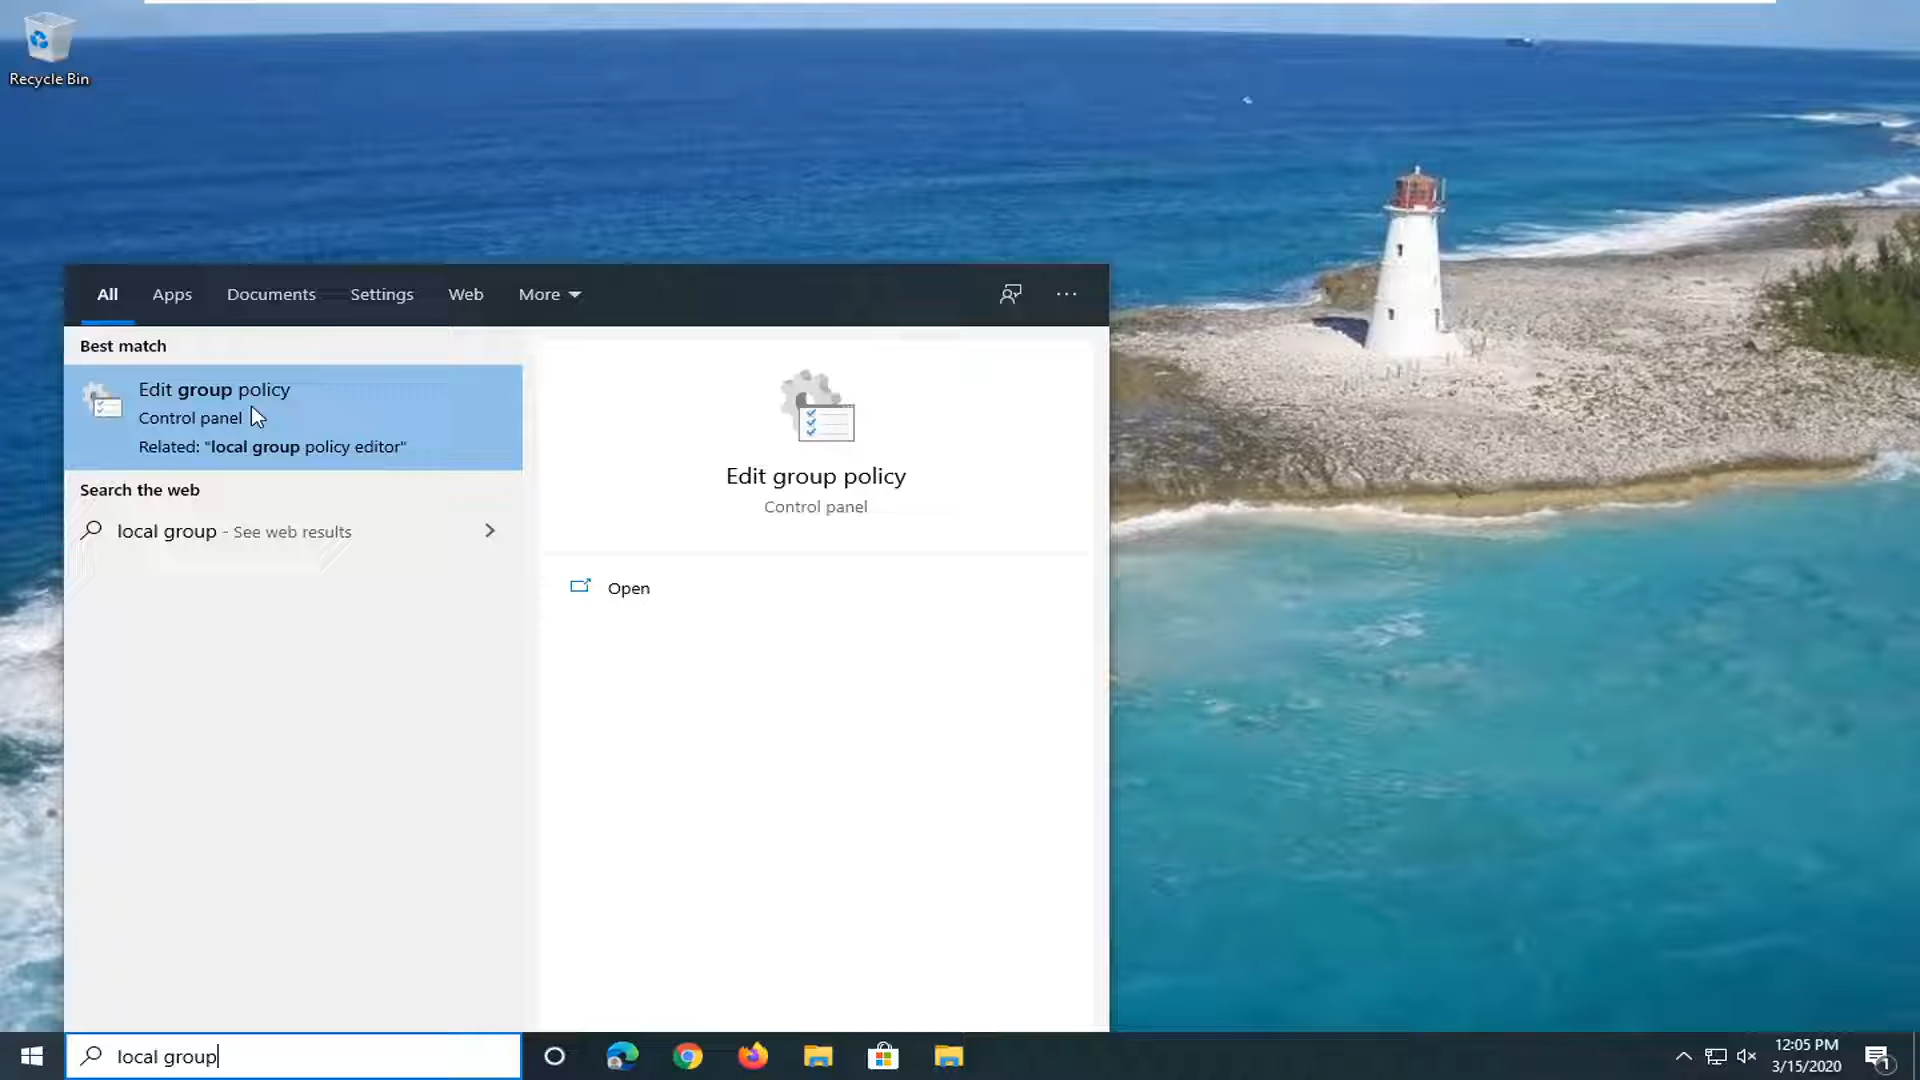 Recycle Bin
All
Apps
Documents
Settings
Web
More
Best match
Edit group policy
Control panel
Related: "local group policy editor"
Search the web
local group - See web results
Edit group policy
Control panel
Open
local group
12:05 PM
3/15/2020
1